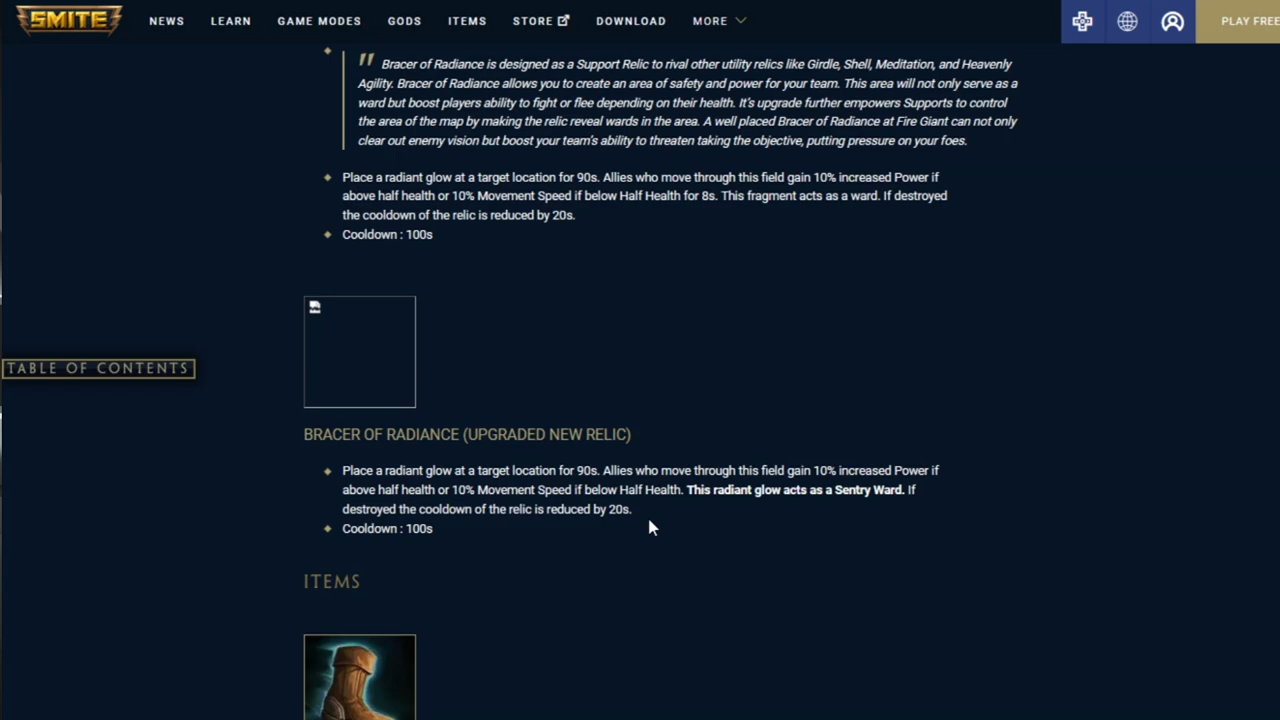 SMITE
NEWS LEARN GAME MODES GODS ITEMS STORE DOWNLOAD MORE
PLAY FREE
" Bracer of Radiance is designed as a Support Relic to rival other utility relics like Girdle, Shell, Meditation, and Heavenly
Agility. Bracer of Radiance allows you to create an area of safety and power for your team. This area will not only serve as a
ward but boost players ability to fight or flee depending on their health. It's upgrade further empowers Supports to control
the area of the map by making the relic reveal wards in the area. A well placed Bracer of Radiance at Fire Giant can not only
clear out enemy vision but boost your team's ability to threaten taking the objective, putting pressure on your foes.
Place a radiant glow at a target location for 90s. Allies who move through this field gain 10% increased Power if
above half health or 10% Movement Speed if below Half Health for 8s. This fragment acts as a ward. If destroyed
the cooldown of the relic is reduced by 20s.
Cooldown : 100s
TABLE OF CONTENTS
BRACER OF RADIANCE (UPGRADED NEW RELIC)
Place a radiant glow at a target location for 90s. Allies who move through this field gain 10% increased Power if
above half health or 10% Movement Speed if below Half Health. This radiant glow acts as a Sentry Ward. If
destroyed the cooldown of the relic is reduced by 20s.
Cooldown : 100s
ITEMS